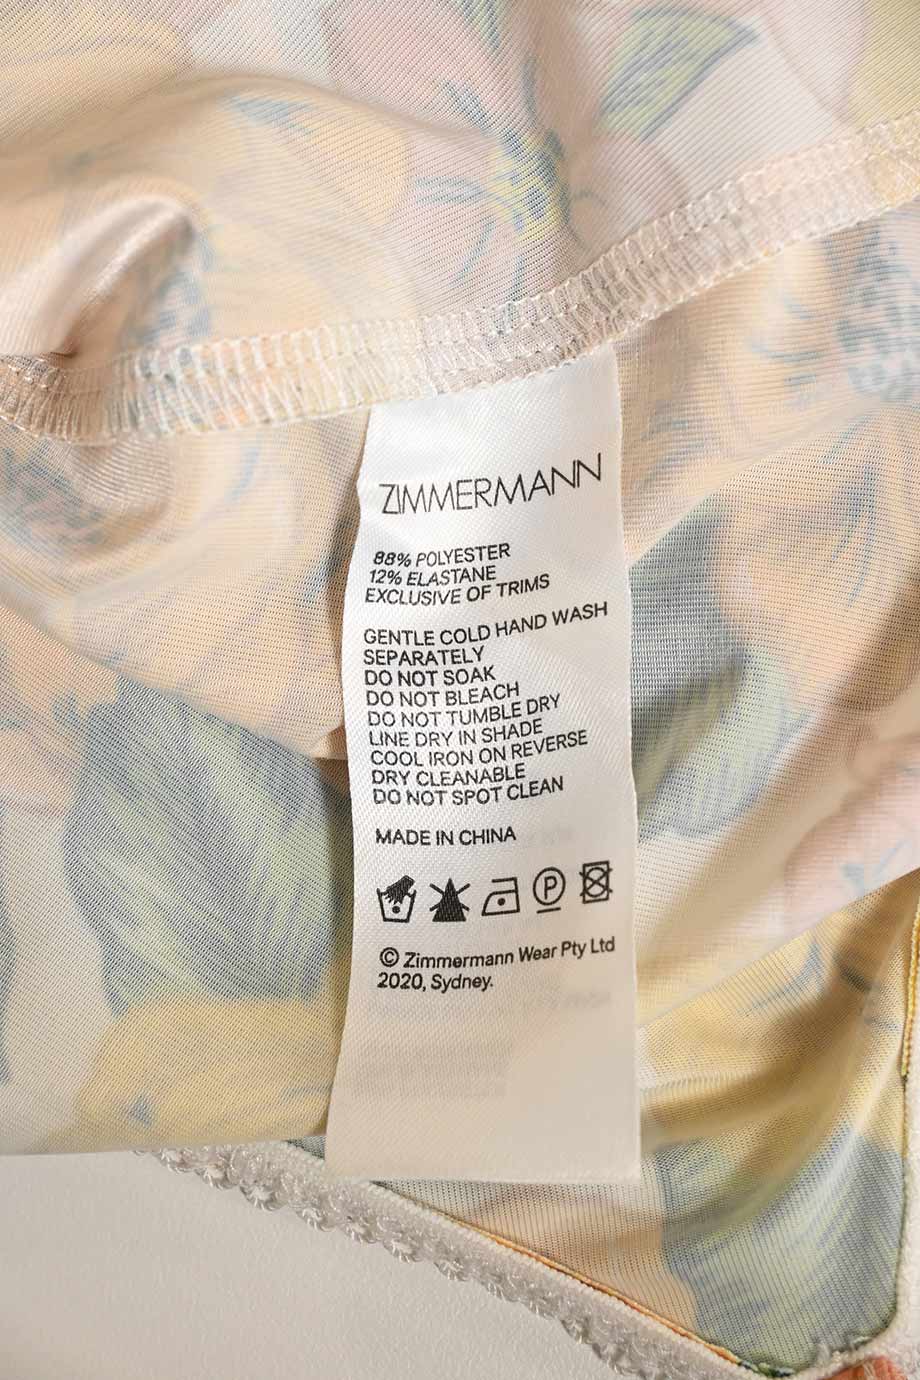 ZIMMERMANN
88% POLYESTER
12% ELASTANE
EXCLUSIVE OF TRIMS
GENTLE COLD HAND WASH
SEPARATELY
DO NOT SOAK
DO NOT BLEACH
DO NOT TUMBLE DRY
LINE DRY IN SHADE
COOL IRON ON REVERSE
DRY CLEANABLE
DO NOT SPOT CLEAN
MADE IN CHINA
P
© Zimmermann Wear Pty Ltd
2020, Sydney.